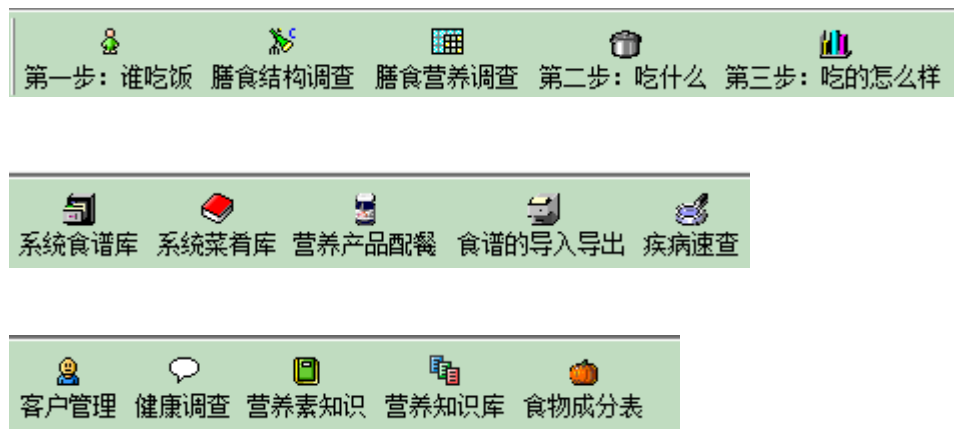 第一步：谁吃饭 膳食结构调查 膳食营养调查 第二步：吃什么 第三步：吃的怎么样
系统食谱库 系统菜肴库 营养产品配餐 食谱的导入导出 疾病速查
客户管理 健康调查 营养素知识 营养知识库 食物成分表